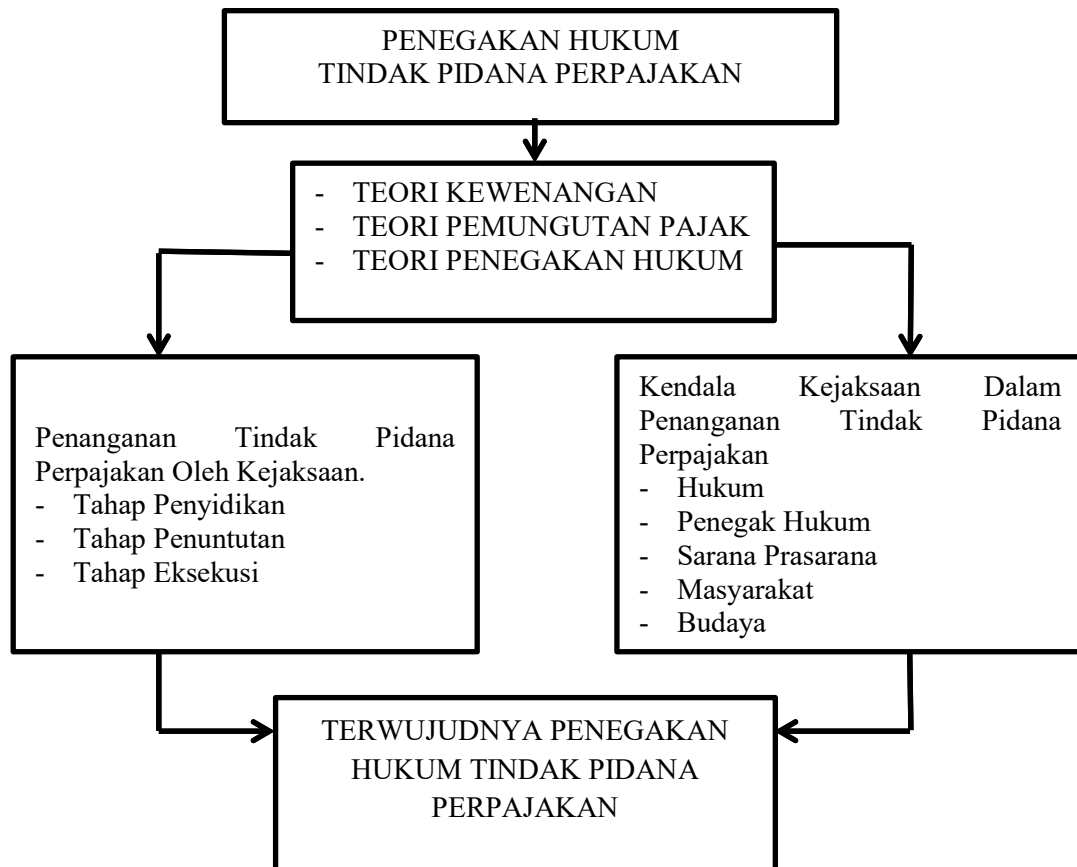 PENEGAKAN HUKUM
TINDAK PIDANA PERPAJAKAN
- TEORI KEWENANGAN
- TEORI PEMUNGUTAN PAJAK
- TEORI PENEGAKAN HUKUM
Penanganan Tindak Pidana
Perpajakan Oleh Kejaksaan.
- Tahap Penyidikan
- Tahap Penuntutan
- Tahap Eksekusi
Kendala Kejaksaan Dalam
Penanganan Tindak Pidana
Perpajakan
- Hukum
- Penegak Hukum
- Sarana Prasarana
- Masyarakat
- Budaya
TERWUJUDNYA PENEGAKAN
HUKUM TINDAK PIDANA
PERPAJAKAN